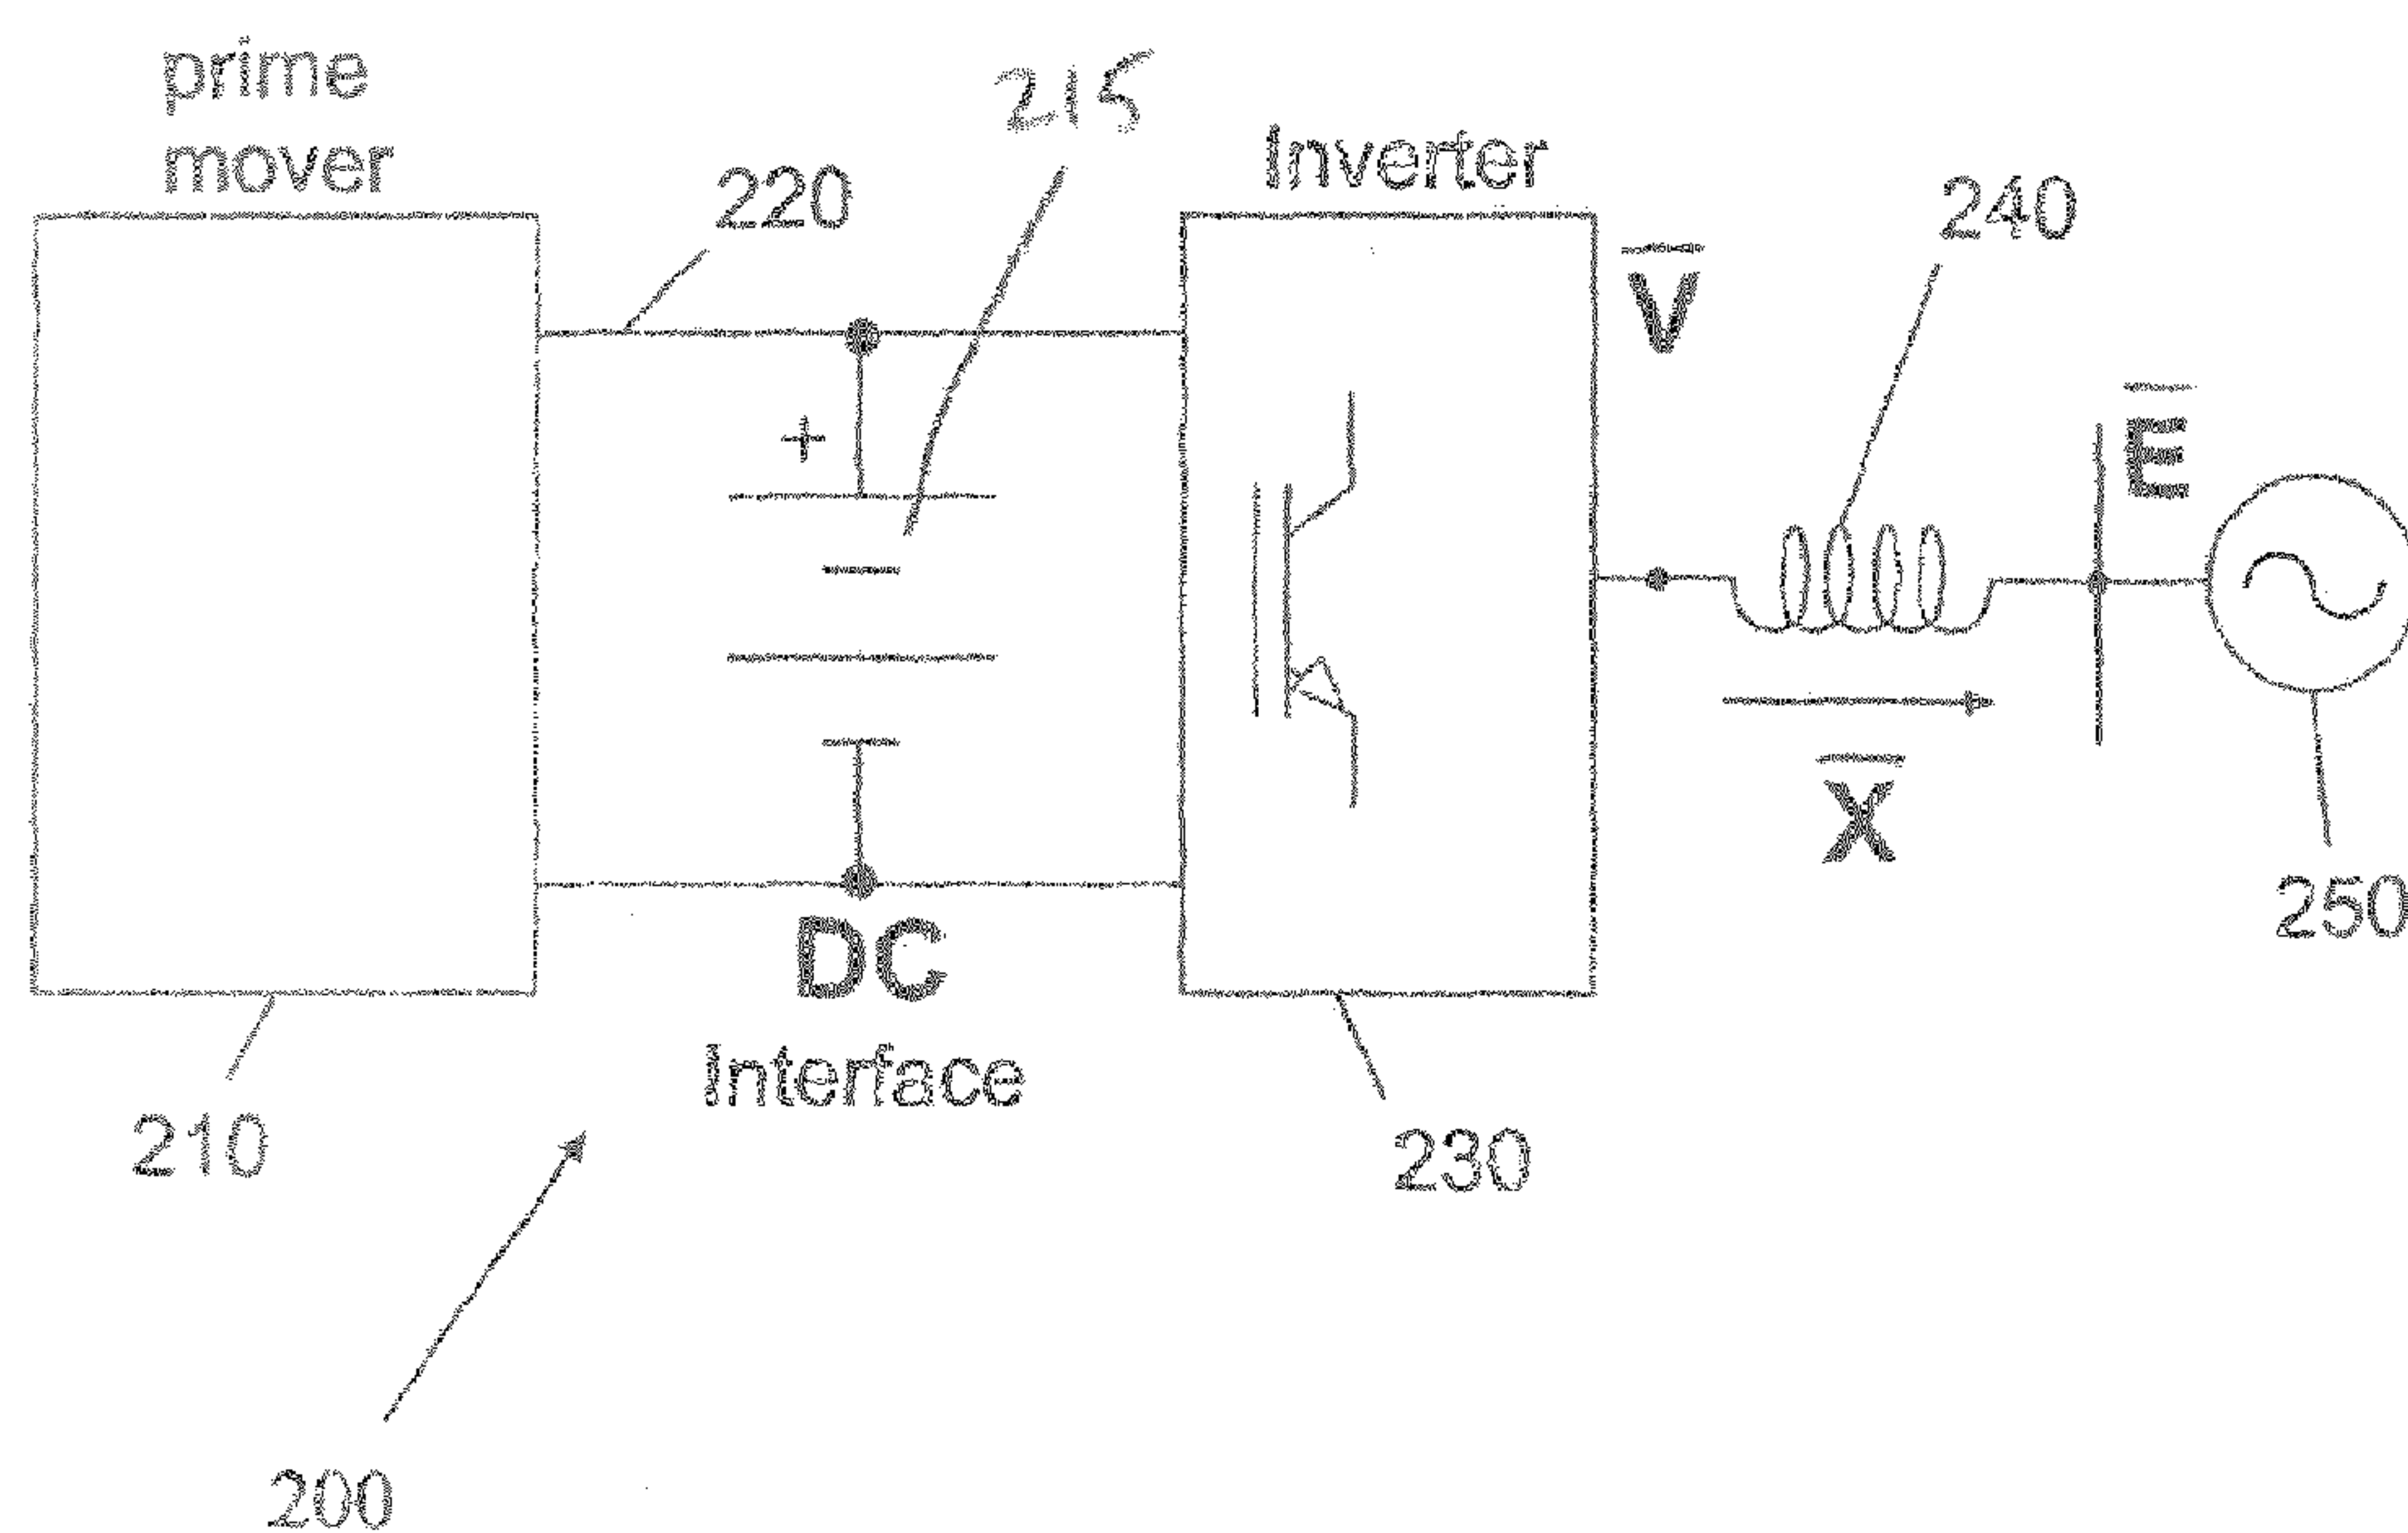 prime
mover
215
220
Inverter
240
V
E
+
X
DC
Interface
250
210
230
200